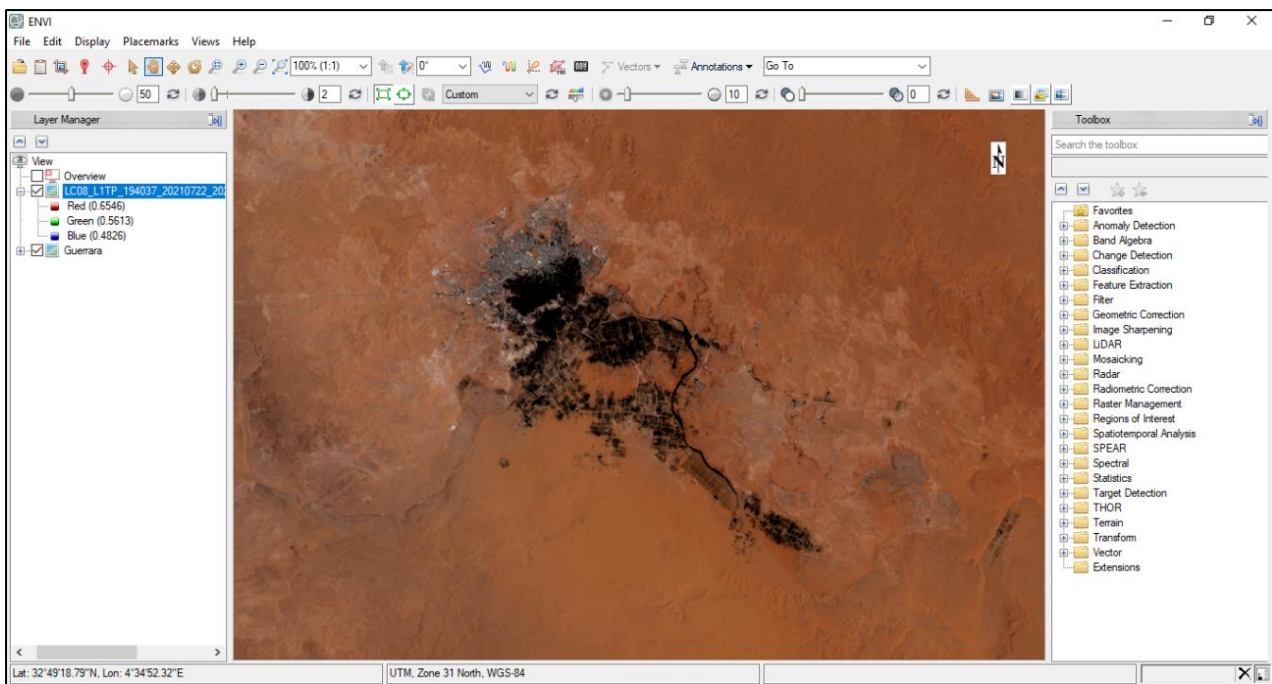 ENVI
File Edit Display Placemarks Views Help
100% (1:1) 0° Vectors Annotations Go To
50 2 Custom 10 0
Layer Manager
View
Overview
LC08_L1TP_194037_20210722_20
Red (0.6546)
Green (0.5613)
Blue (0.4826)
Guerrara
N
Toolbox
Search the toolbox
Favorites
Anomaly Detection
Band Algebra
Change Detection
Classification
Feature Extraction
Filter
Geometric Correction
Image Sharpening
LiDAR
Mosaicking
Radar
Radiometric Correction
Raster Management
Regions of Interest
Spatiotemporal Analysis
SPEAR
Spectral
Statistics
Target Detection
THOR
Terrain
Transform
Vector
Extensions
Lat: 32°49'18.79"N, Lon: 4°34'52.32"E
UTM, Zone 31 North, WGS-84